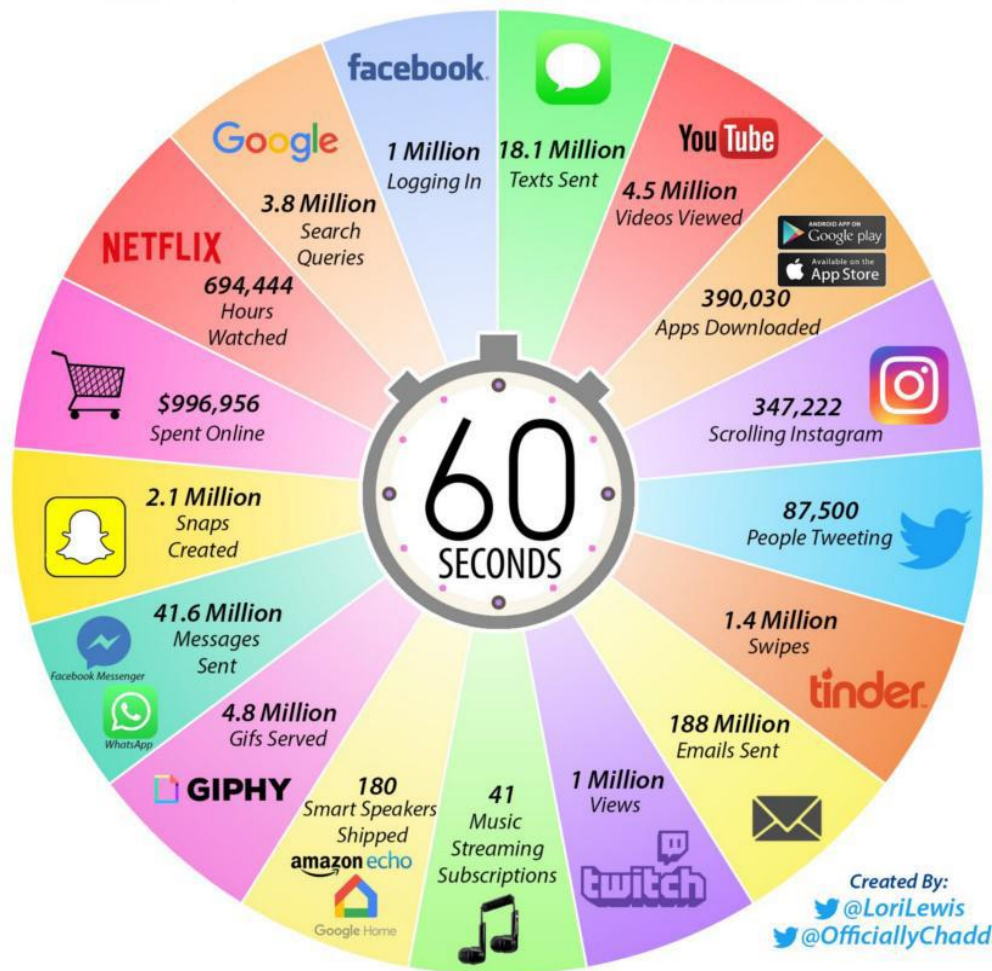 facebook
1 Million
Logging In
18.1 Million
Texts Sent
YouTube
4.5 Million
Videos Viewed
ANDROID APP ON
Google play
Available on the
App Store
390,030
Apps Downloaded
347,222
Scrolling Instagram
87,500
People Tweeting
1.4 Million
Swipes
tinder
188 Million
Emails Sent
1 Million
Views
twitch
41
Music
Streaming
Subscriptions
180
Smart Speakers
Shipped
amazon echo
Google Home
4.8 Million
Gifs Served
GIPHY
41.6 Million
Messages
Sent
Facebook Messenger
WhatsApp
2.1 Million
Snaps
Created
$996,956
Spent Online
NETFLIX
694,444
Hours
Watched
Google
3.8 Million
Search
Queries
60
SECONDS
Created By:
@LoriLewis
@OfficiallyChadd